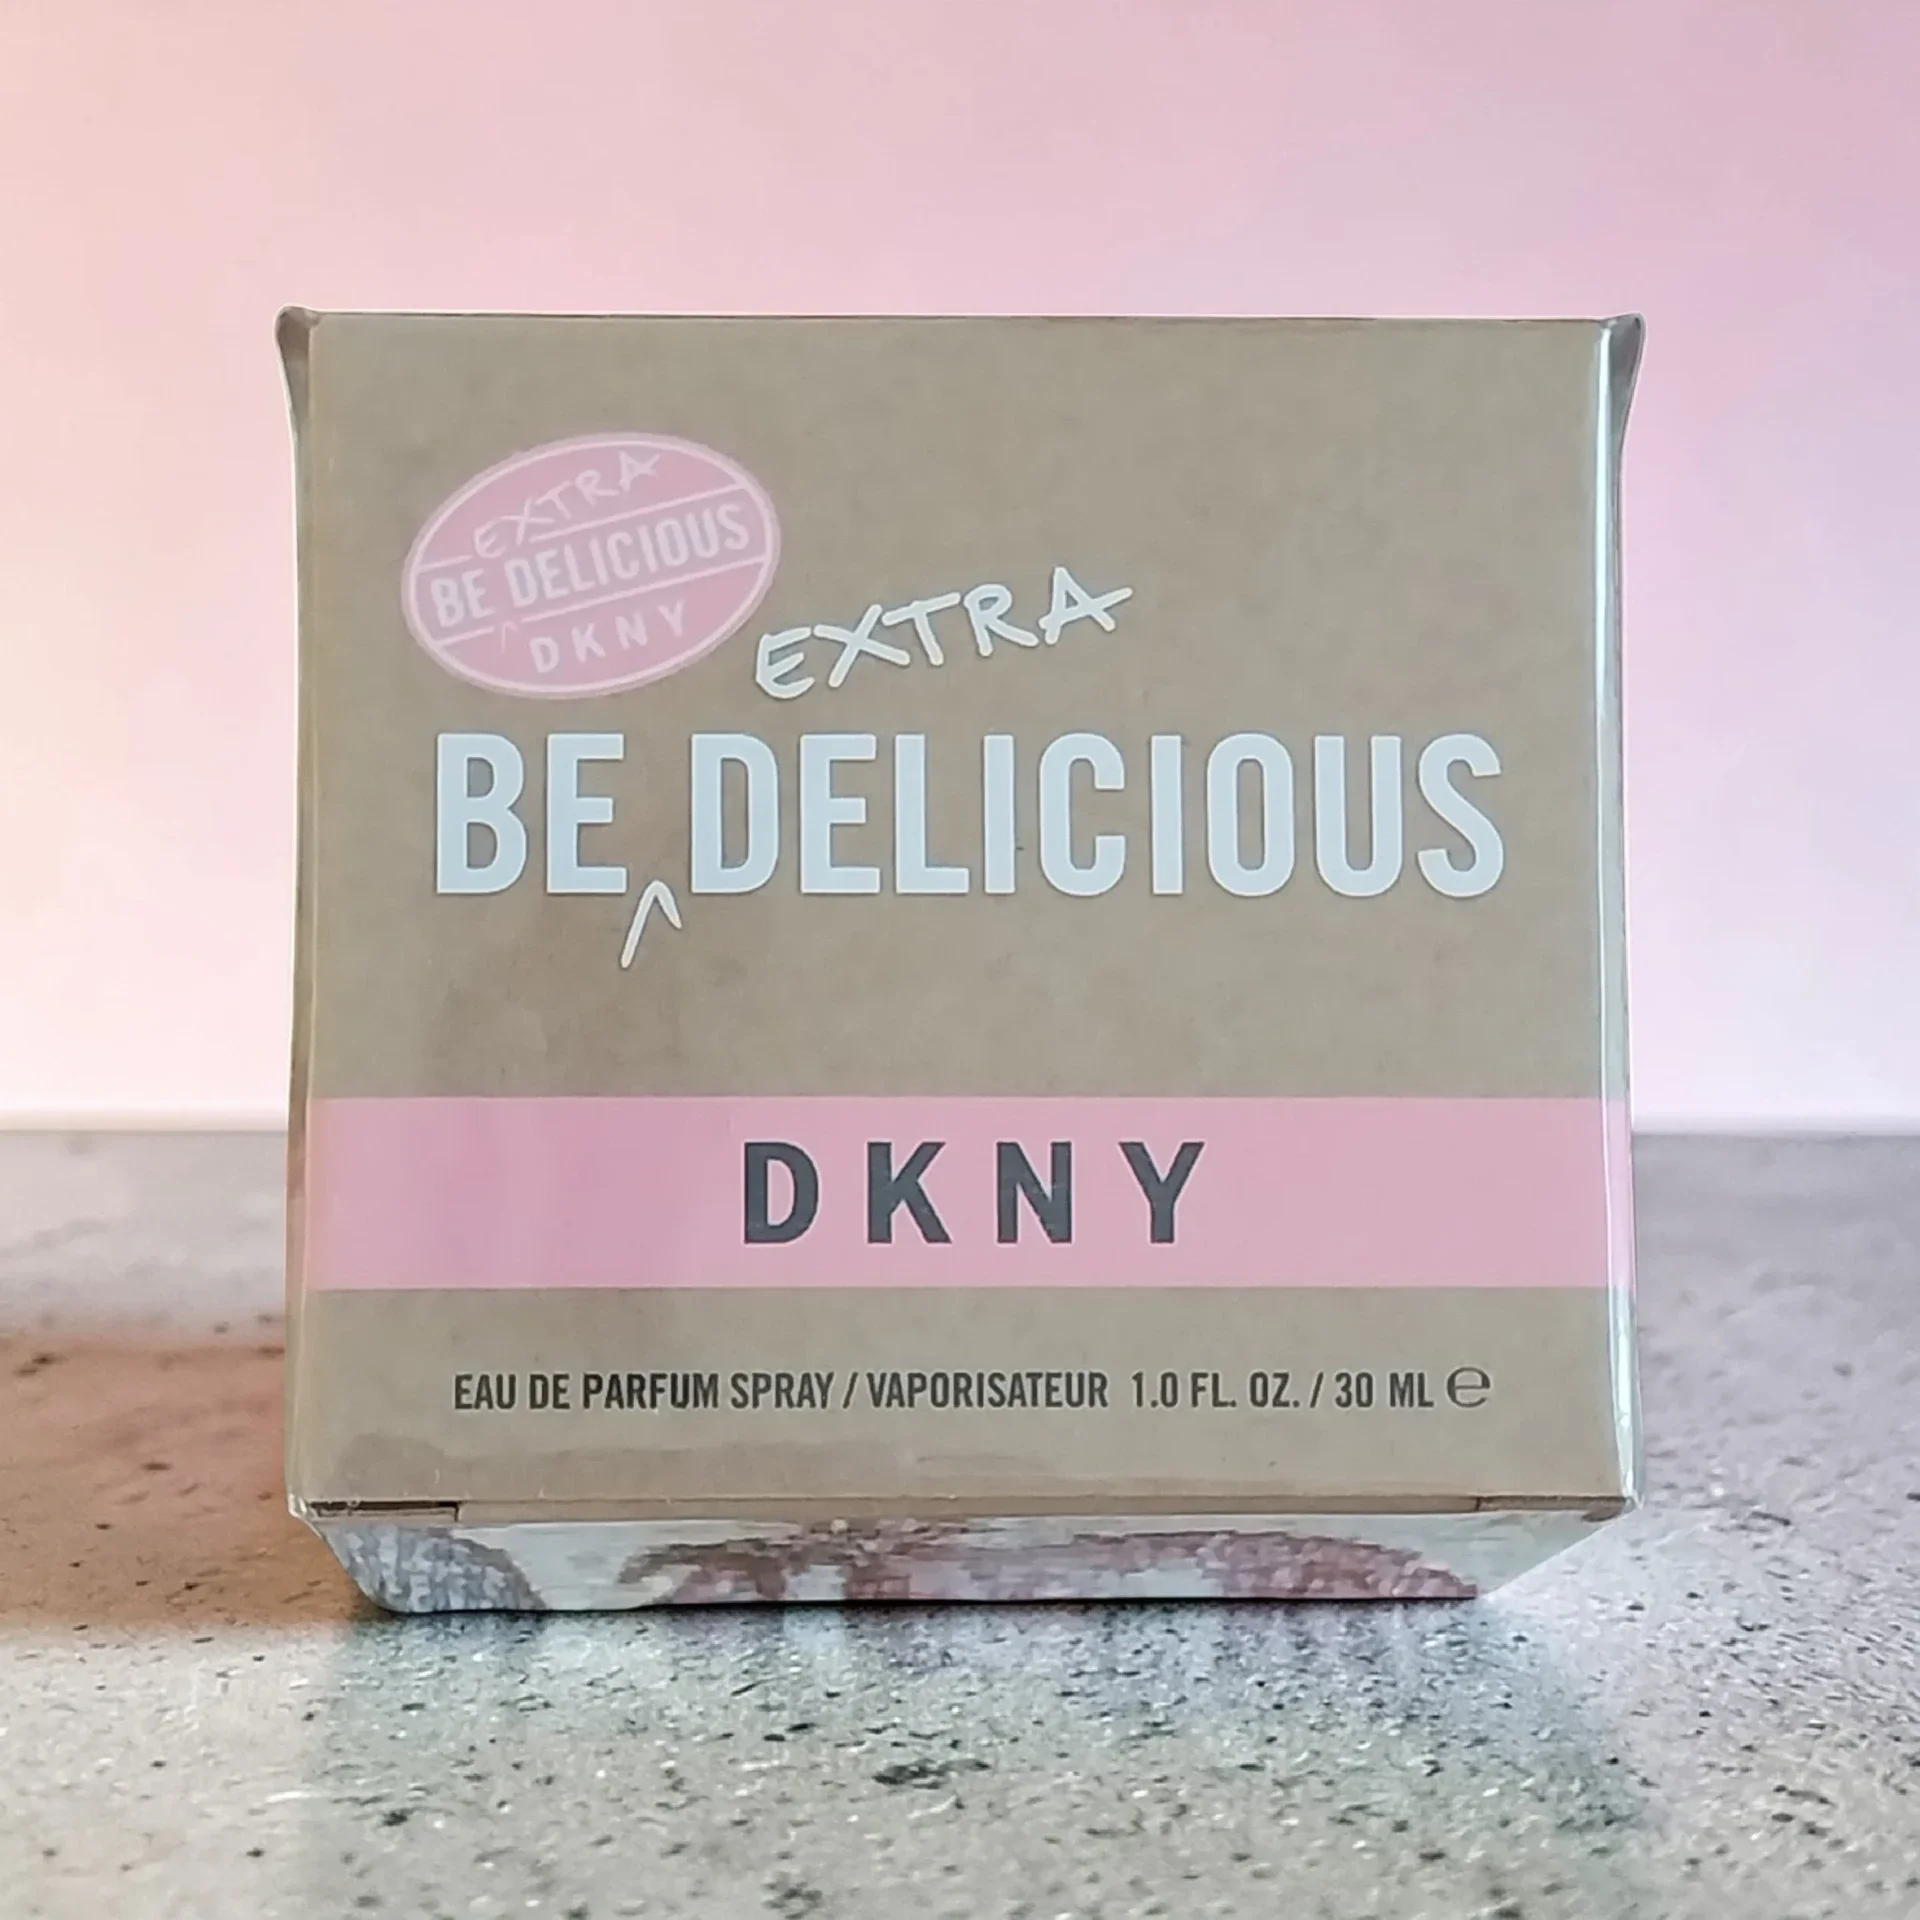 EXTRA
BE DELICIOUS
DKNY
EXTRA
BE DELICIOUS
DKNY
EAU DE PARFUM SPRAY / VAPORISATEUR 1.0 FL. OZ. / 30 ML ℮